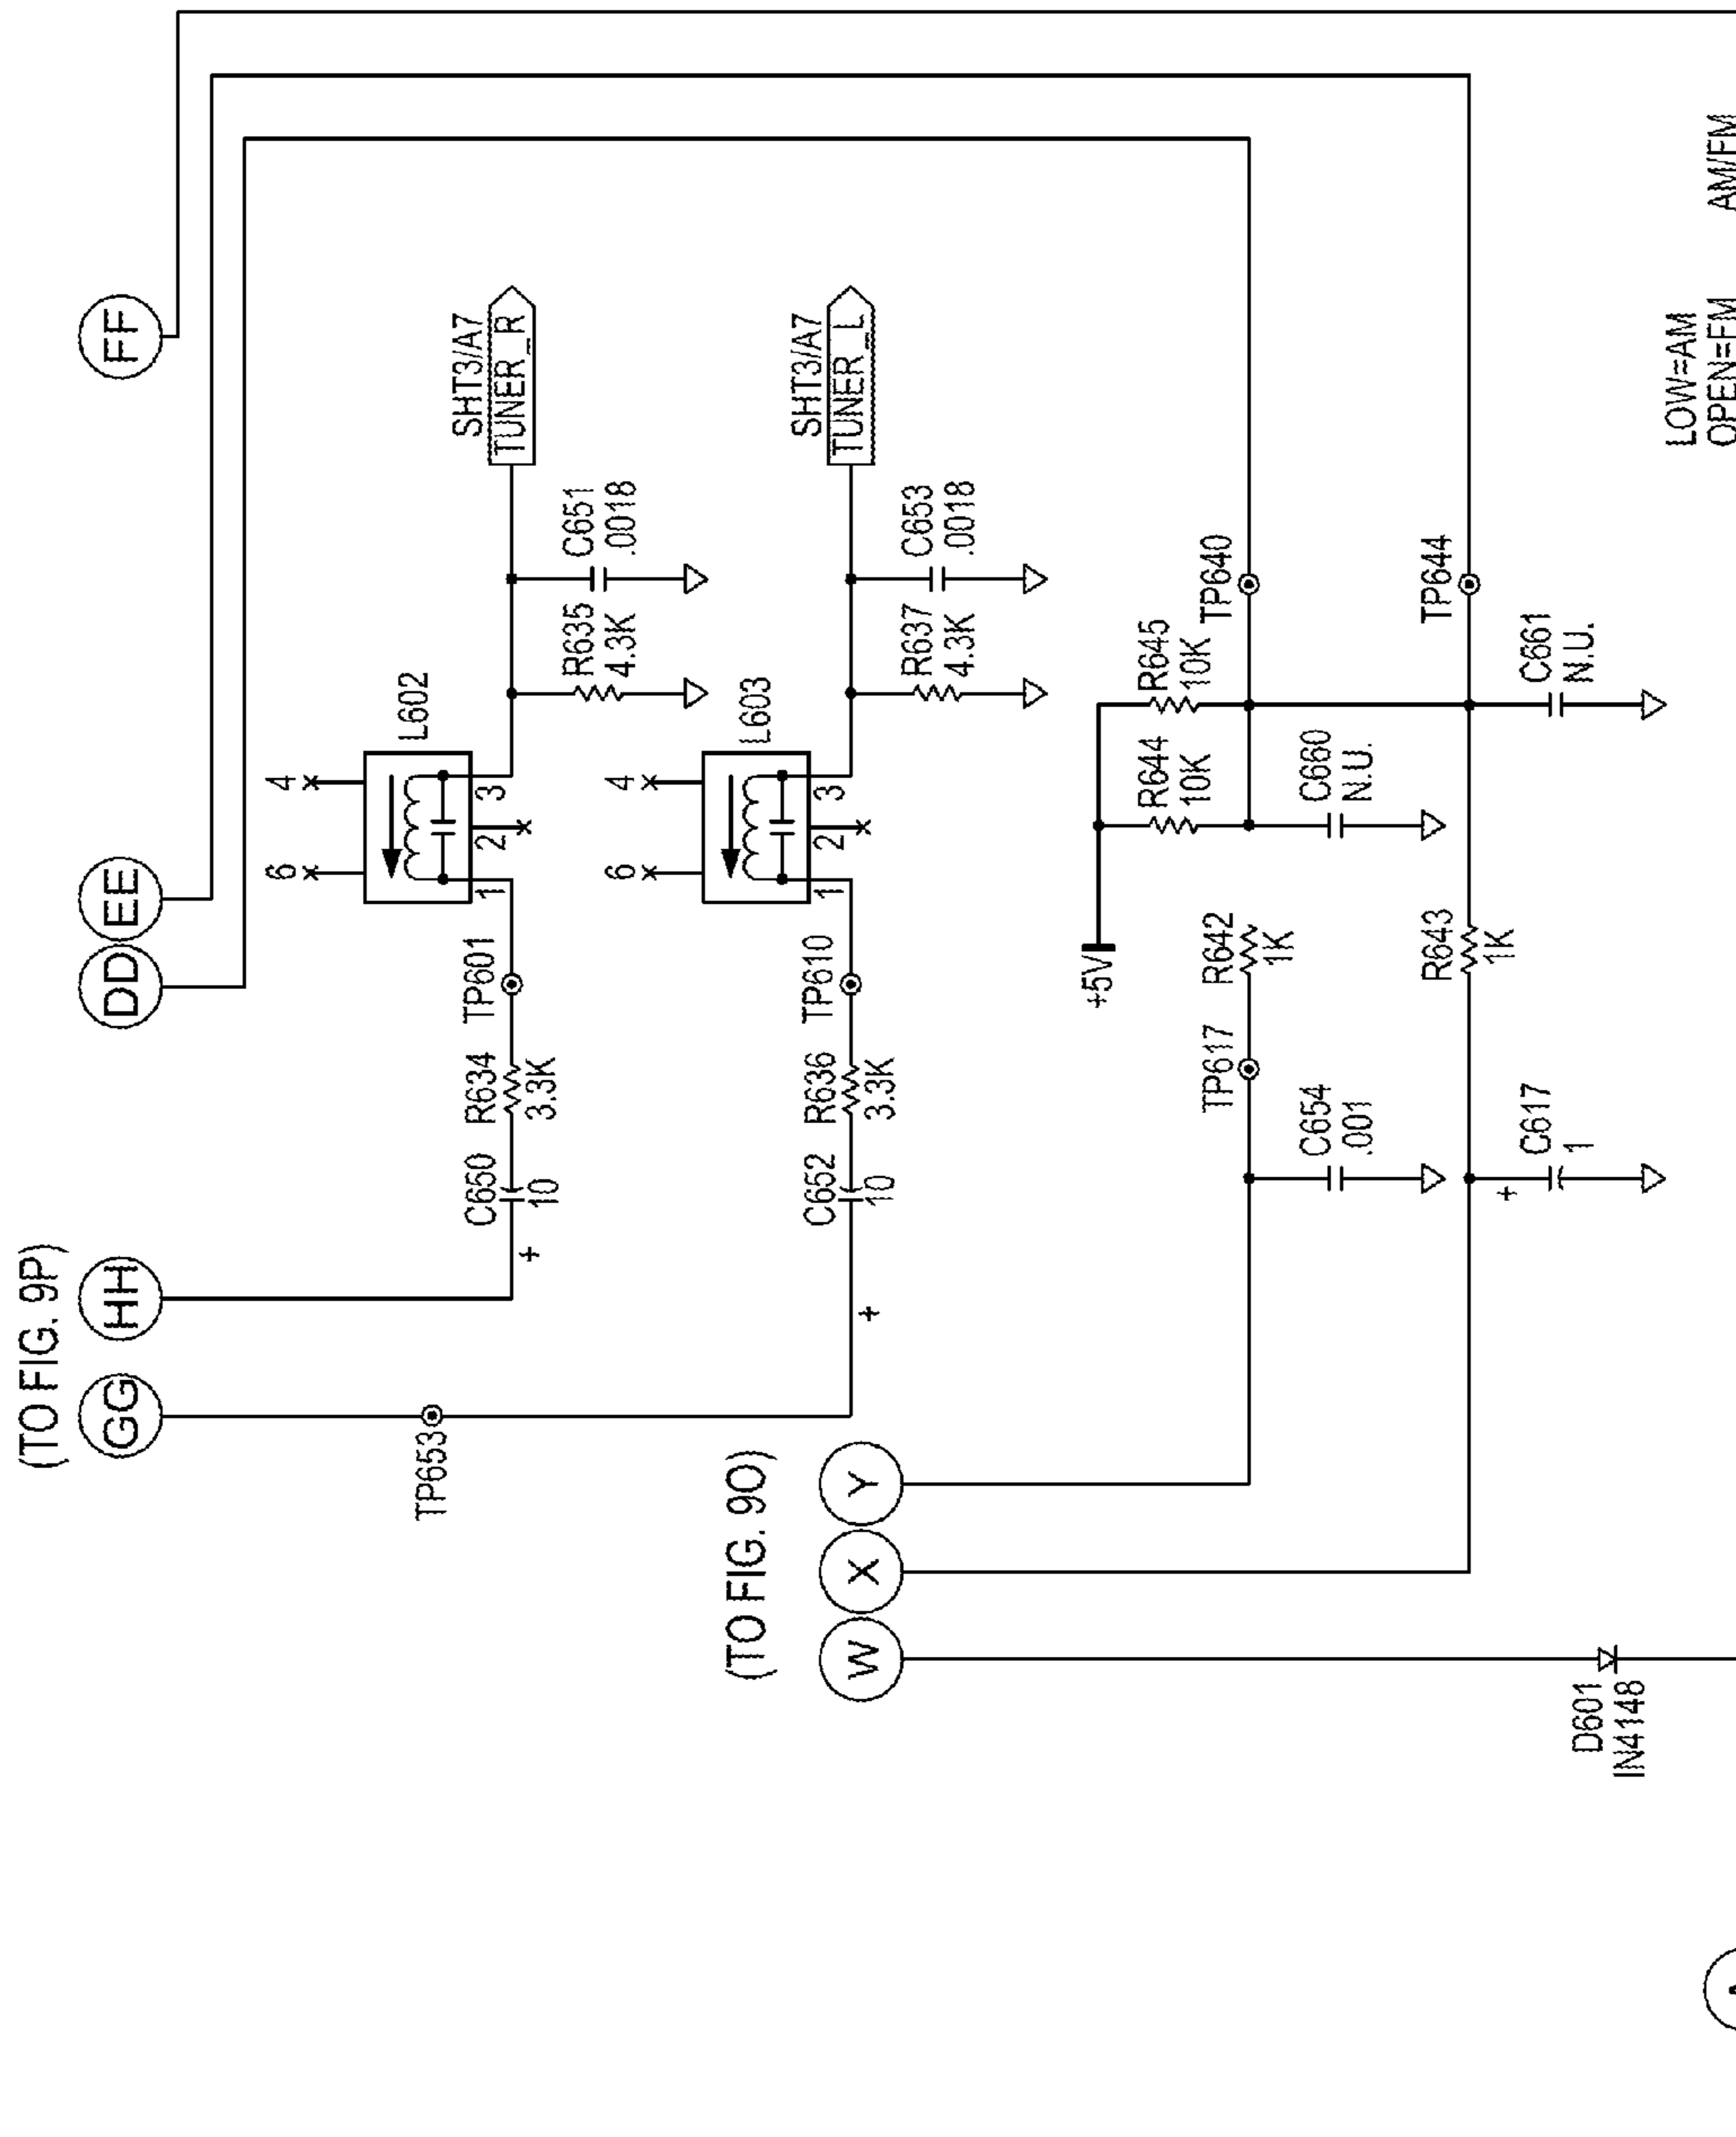 (TO FIG. 9P)
GG
HH
DD
EE
FF
TP653
C650
10
+
R634
3.3K
TP601
L602
6
4
1
2
3
R635
4.3K
C651
.0018
SHT3/A7
TUNER_R
C652
10
+
R636
3.3K
TP610
L603
6
4
1
2
3
R637
4.3K
C653
.0018
SHT3/A7
TUNER_L
(TO FIG. 9O)
W
X
Y
+5V
R644
10K
R645
10K
TP617
R642
1K
TP640
C654
.001
C660
N.U.
R643
1K
TP644
C617
1
+
C661
N.U.
D601
IN4148
LOW=AM
OPEN=FM
AM/FM